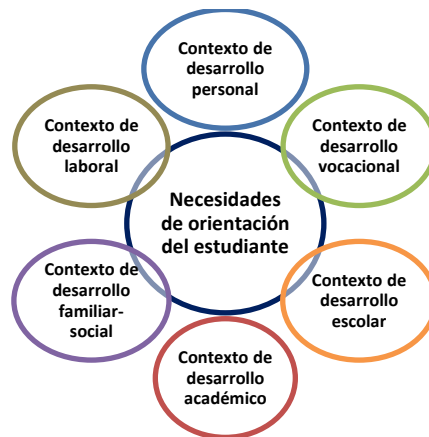 Contexto de
desarrollo
personal
Contexto de
desarrollo
vocacional
Contexto de
desarrollo
escolar
Contexto de
desarrollo
académico
Contexto de
desarrollo
familiar-
social
Contexto de
desarrollo
laboral
Necesidades
de orientación
del estudiante